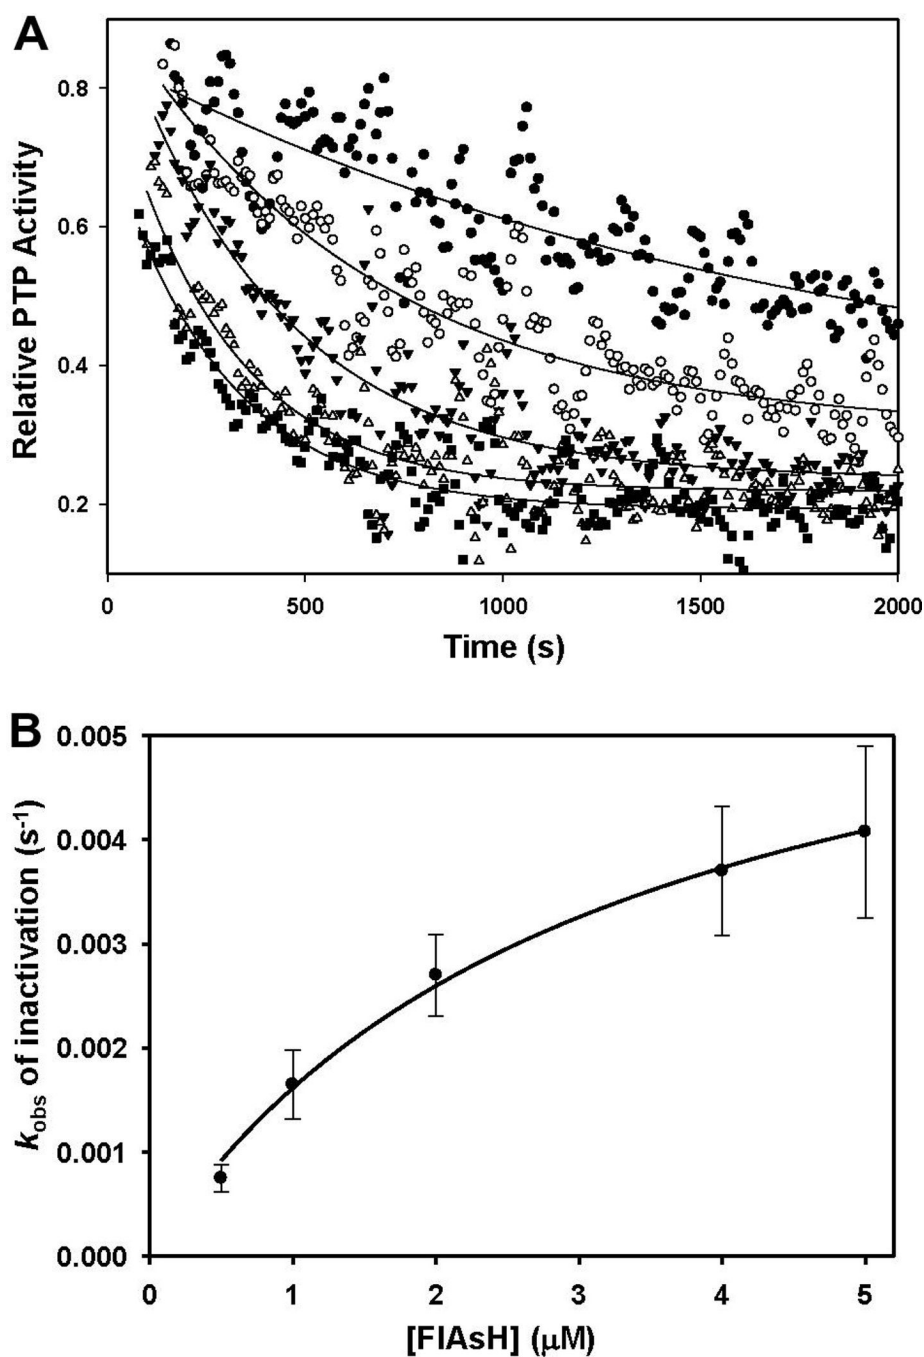 A
Relative PTP Activity
0.8
0.6
0.4
0.2
0 500 1000 1500 2000
Time (s)
B
k_obs of inactivation (s⁻¹)
0.005
0.004
0.003
0.002
0.001
0.000
0 1 2 3 4 5
[FlAsH] (μM)